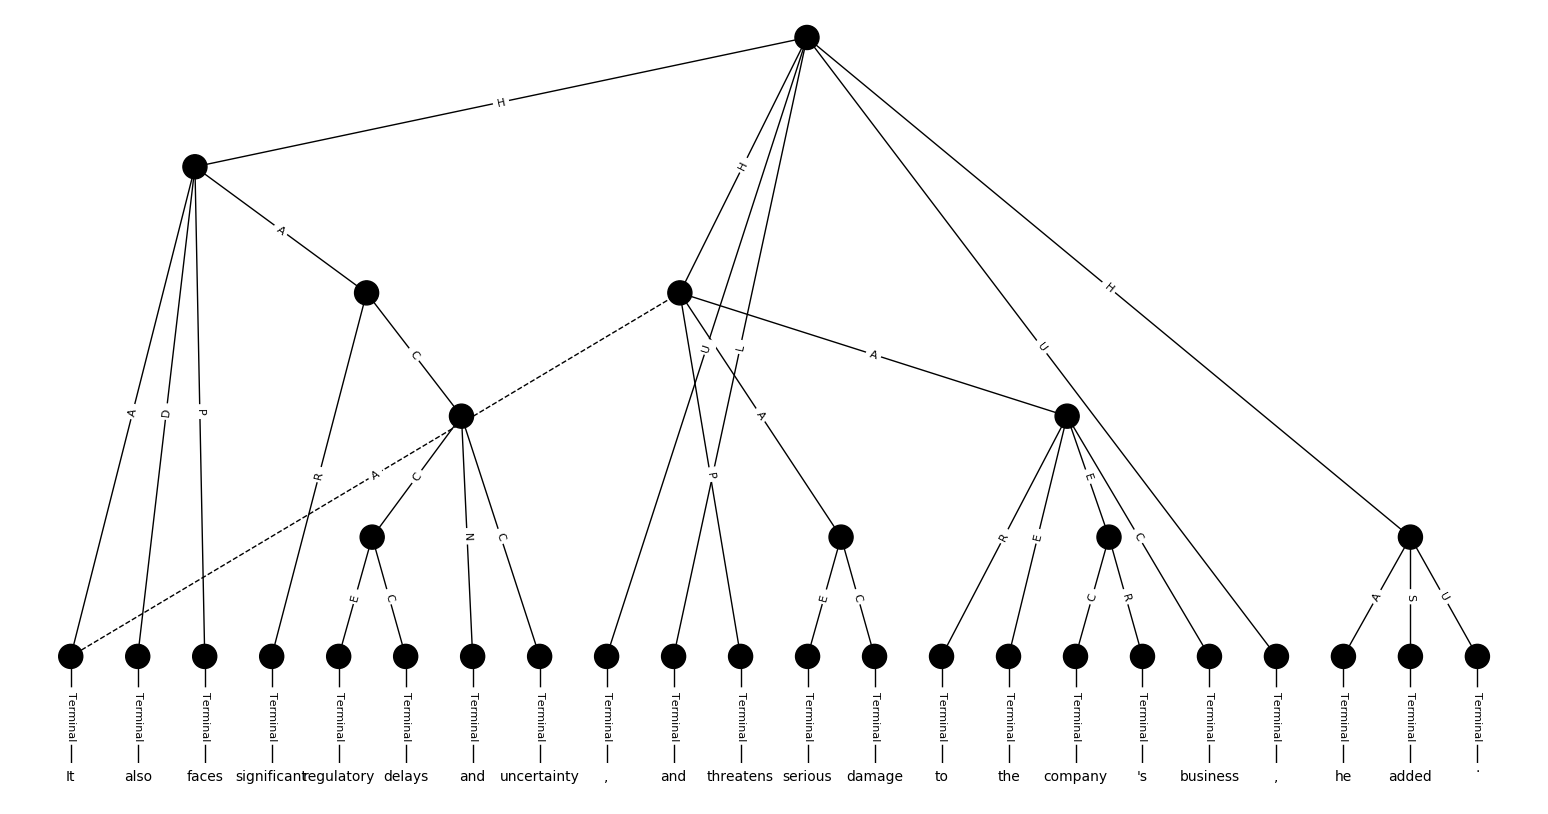 H
A
H
H
A
D
P
C
R
C
N
C
E
C
A
U
L
P
A
E
C
A
R
E
E
C
R
C
U
H
A
S
U
Terminal Terminal Terminal Terminal Terminal Terminal Terminal Terminal Terminal Terminal Terminal Terminal Terminal Terminal Terminal Terminal Terminal Terminal Terminal Terminal Terminal Terminal
It also faces significant regulatory delays and uncertainty , and threatens serious damage to the company 's business , he added .